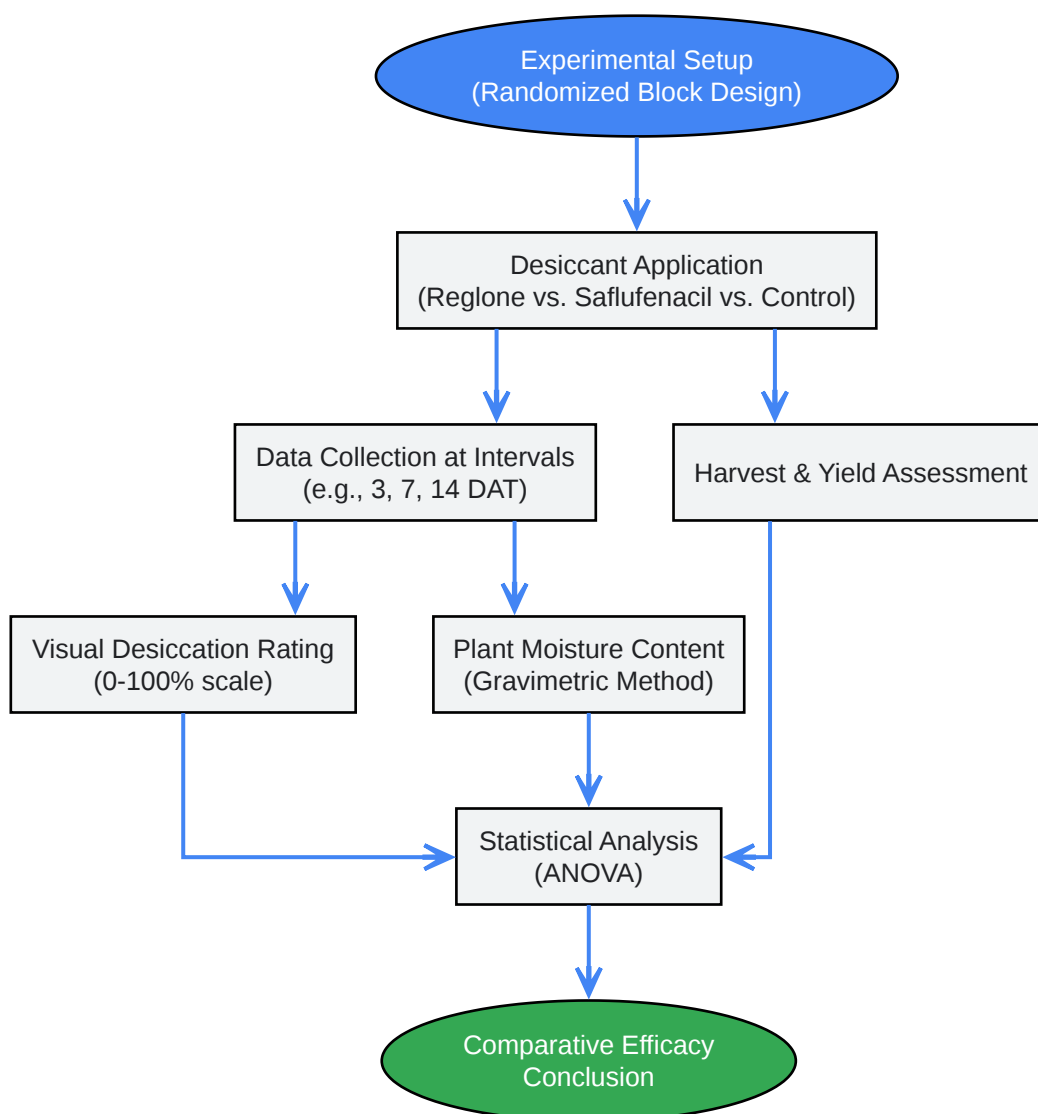 Experimental Setup
(Randomized Block Design)
Desiccant Application
(Reglone vs. Saflufenacil vs. Control)
Data Collection at Intervals
(e.g., 3, 7, 14 DAT)
Harvest & Yield Assessment
Visual Desiccation Rating
(0-100% scale)
Plant Moisture Content
(Gravimetric Method)
Statistical Analysis
(ANOVA)
Comparative Efficacy
Conclusion